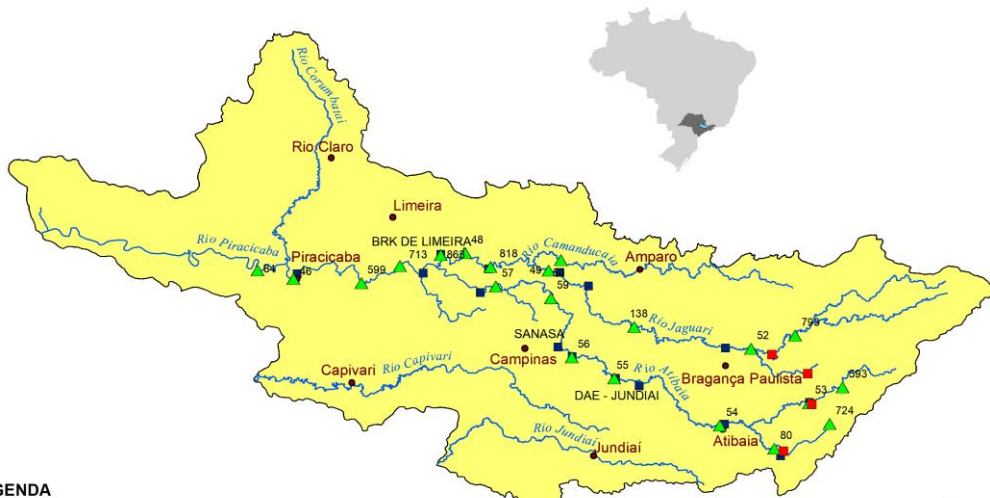 Rio Corumbataí
Rio Claro
Limeira
Rio Piracicaba
Piracicaba
BRK DE LIMEIRA
48
713
818
Rio Camanducaia
Amparo
84
46
599
57
49
59
138
Rio Jaguari
52
799
SANASA
Campinas
56
Capivari
Rio Capivari
55
Rio Atibaia
Bragança Paulista
593
DAE - JUNDIAI
53
54
724
Atibaia
80
Rio Jundiaí
Jundiaí
GENDA